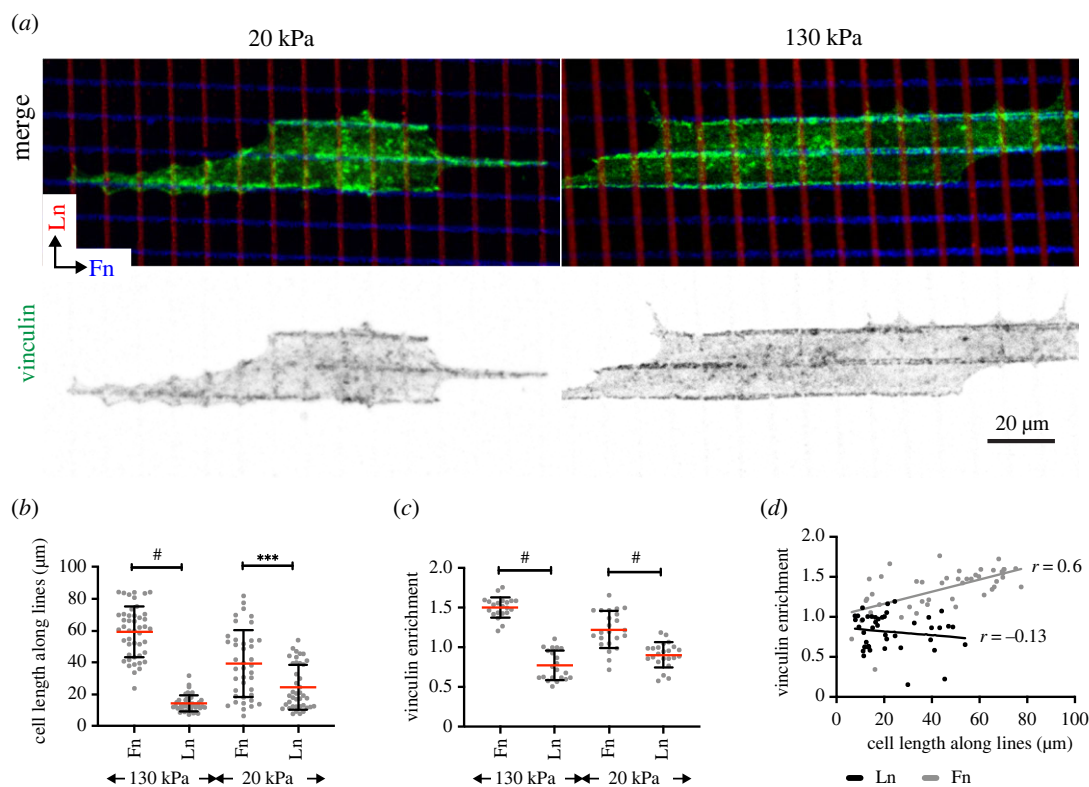 (a)
20 kPa
130 kPa
merge
Ln
Fn
vinculin
20 µm
(b)
(c)
(d)
cell length along lines (µm)
100
80
60
40
20
0
#
***
Fn
Ln
Fn
Ln
130 kPa
20 kPa
vinculin enrichment
2.0
1.5
1.0
0.5
0
#
#
Fn
Ln
Fn
Ln
130 kPa
20 kPa
vinculin enrichment
2.0
1.5
1.0
0.5
0
r = 0.6
r = –0.13
0
20
40
60
80
100
cell length along lines (µm)
Ln
Fn